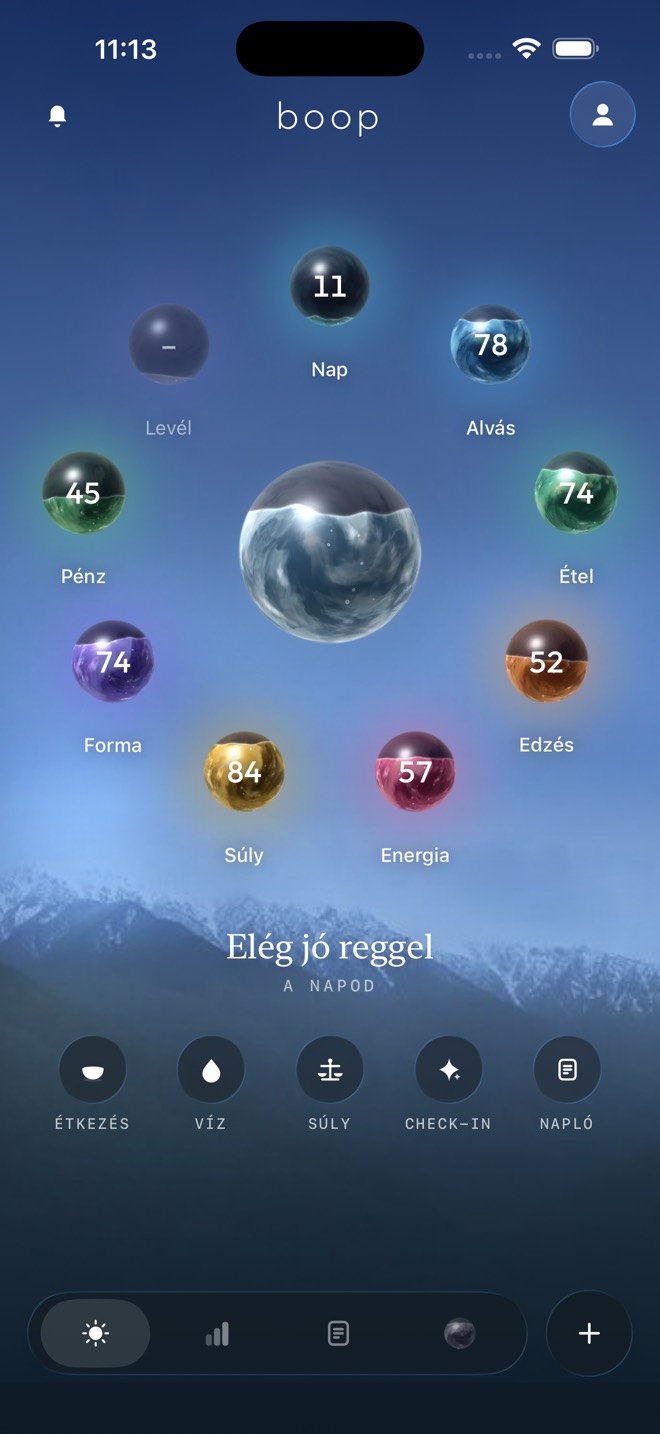 11:13
boop
11
Nap
–
Levél
78
Alvás
45
Pénz
74
Étel
74
Forma
52
Edzés
84
Súly
57
Energia
Elég jó reggel
A NAPOD
ÉTKEZÉS
VÍZ
SÚLY
CHECK–IN
NAPLÓ